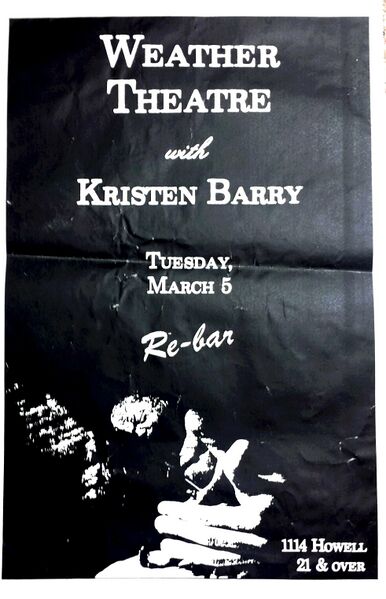 WEATHER
THEATRE
with
KRISTEN BARRY
TUESDAY,
MARCH 5
Re-bar
1114 HOWELL
21 & OVER